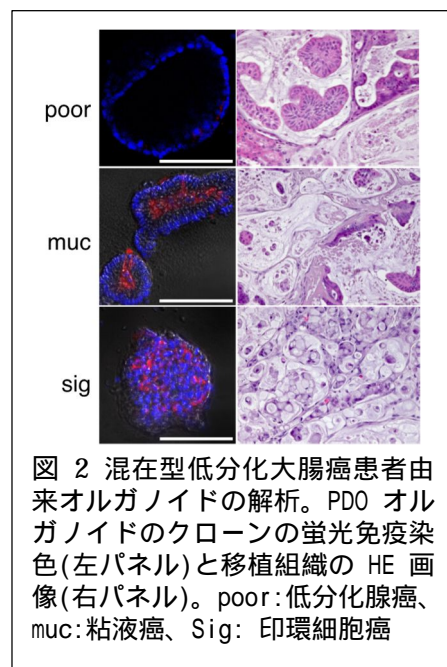 poor
muc
sig
図 2 混在型低分化大腸癌患者由
来オルガノイドの解析。PDO オル
ガノイドのクローンの蛍光免疫染
色(左パネル)と移植組織の HE 画
像(右パネル)。poor:低分化腺癌、
muc:粘液癌、Sig: 印環細胞癌